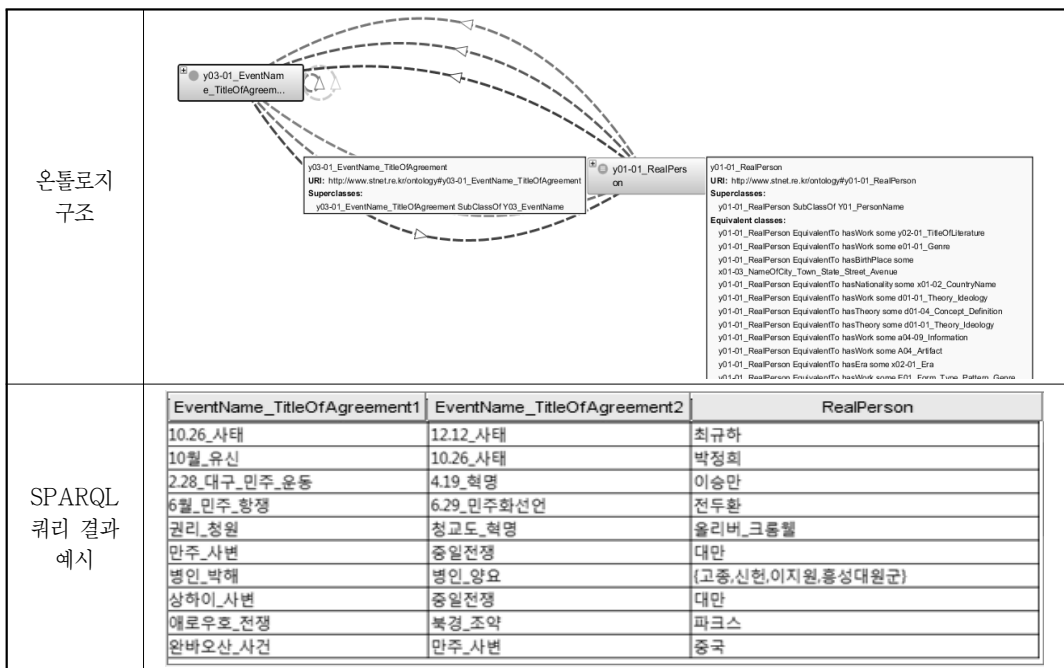 온톨로지
구조
y03-01_EventNam
e_TitleOfAgreem...
y03-01_EventName_TitleOfAgreement
URI: http://www.stnet.re.kr/ontology#y03-01_EventName_TitleOfAgreement
Superclasses:
y03-01_EventName_TitleOfAgreement SubClassOf Y03_EventName
y01-01_RealPers
on
y01-01_RealPerson
URI: http://www.stnet.re.kr/ontology#y01-01_RealPerson
Superclasses:
y01-01_RealPerson SubClassOf Y01_PersonName
Equivalent classes:
y01-01_RealPerson EquivalentTo hasWork some y02-01_TitleOfLiterature
y01-01_RealPerson EquivalentTo hasWork some e01-01_Genre
y01-01_RealPerson EquivalentTo hasBirthPlace some
x01-03_NameOfCity_Town_State_Street_Avenue
y01-01_RealPerson EquivalentTo hasNationality some x01-02_CountryName
y01-01_RealPerson EquivalentTo hasWork some d01-01_Theory_Ideology
y01-01_RealPerson EquivalentTo hasTheory some d01-04_Concept_Definition
y01-01_RealPerson EquivalentTo hasTheory some d01-01_Theory_Ideology
y01-01_RealPerson EquivalentTo hasWork some a04-09_Information
y01-01_RealPerson EquivalentTo hasWork some A04_Artifact
y01-01_RealPerson EquivalentTo hasEra some x02-01_Era
y01-01_RealPerson EquivalentTo hasWork some E01_Form_Type_Pattern_Genre
SPARQL
쿼리 결과
예시
EventName_TitleOfAgreement1 EventName_TitleOfAgreement2 RealPerson
10.26_사태 12.12_사태 최규하
10월_유신 10.26_사태 박정희
2.28_대구_민주_운동 4.19_혁명 이승만
6월_민주_항쟁 6.29_민주화선언 전두환
권리_청원 청교도_혁명 올리버_크롬웰
만주_사변 중일전쟁 대만
병인_박해 병인_양요 {고종,신헌,이지원,흥성대원군}
상하이_사변 중일전쟁 대만
애로우호_전쟁 북경_조약 파크스
완바오산_사건 만주_사변 중국